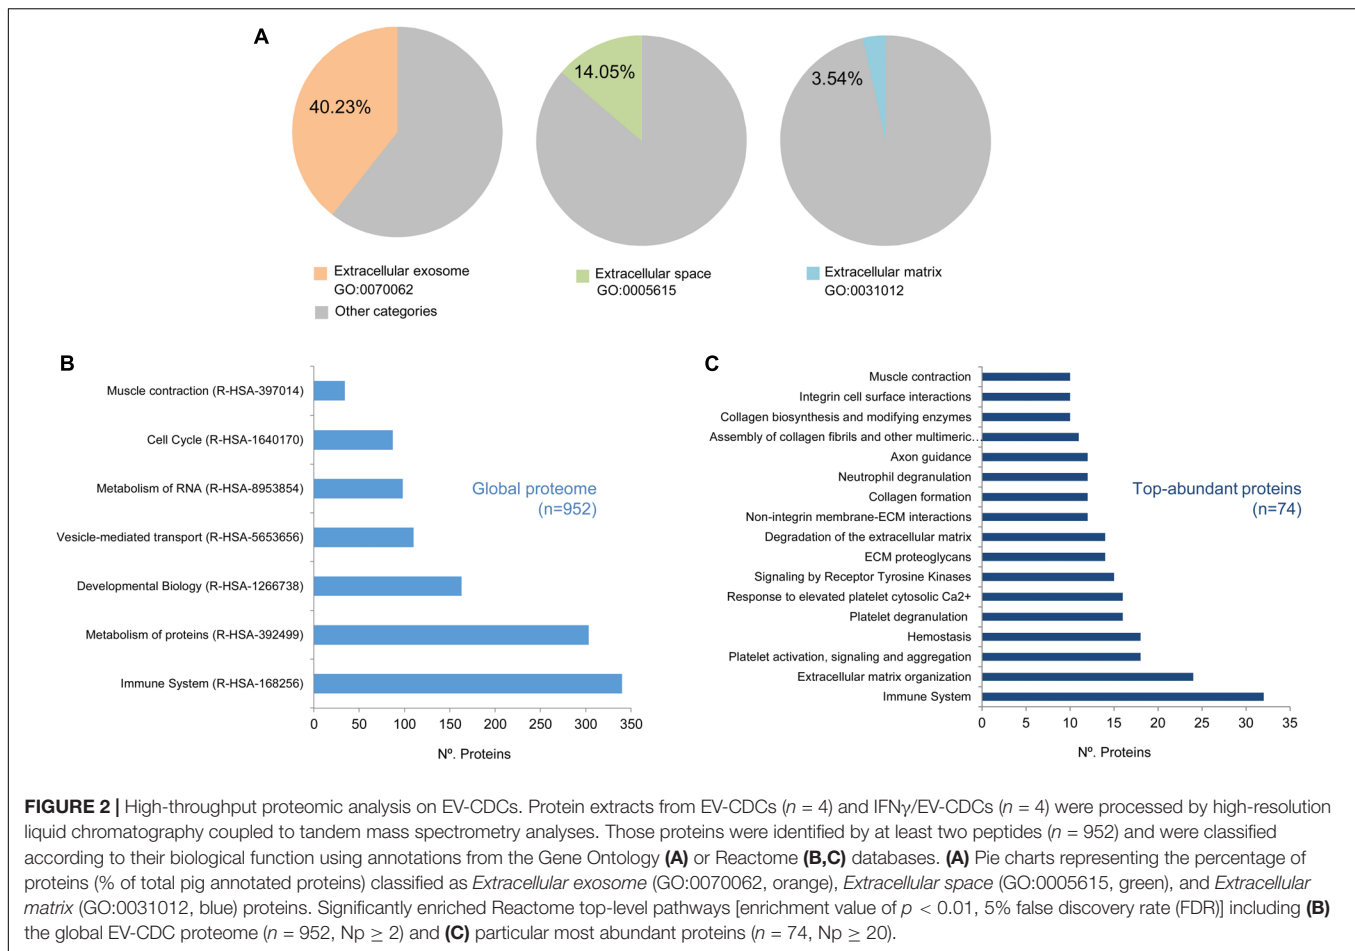 A
40.23%
14.05%
3.54%
Extracellular exosome
GO:0070062
Other categories
Extracellular space
GO:0005615
Extracellular matrix
GO:0031012
B
Muscle contraction (R-HSA-397014)
Cell Cycle (R-HSA-1640170)
Metabolism of RNA (R-HSA-8953854)
Vesicle-mediated transport (R-HSA-5653656)
Developmental Biology (R-HSA-1266738)
Metabolism of proteins (R-HSA-392499)
Immune System (R-HSA-168256)
Global proteome
(n=952)
0 50 100 150 200 250 300 350
Nº. Proteins
C
Muscle contraction
Integrin cell surface interactions
Collagen biosynthesis and modifying enzymes
Assembly of collagen fibrils and other multimeric...
Axon guidance
Neutrophil degranulation
Collagen formation
Non-integrin membrane-ECM interactions
Degradation of the extracellular matrix
ECM proteoglycans
Signaling by Receptor Tyrosine Kinases
Response to elevated platelet cytosolic Ca2+
Platelet degranulation
Hemostasis
Platelet activation, signaling and aggregation
Extracellular matrix organization
Immune System
Top-abundant proteins
(n=74)
0 5 10 15 20 25 30 35
Nº. Proteins
FIGURE 2 | High-throughput proteomic analysis on EV-CDCs. Protein extracts from EV-CDCs (n = 4) and IFNγ/EV-CDCs (n = 4) were processed by high-resolution
liquid chromatography coupled to tandem mass spectrometry analyses. Those proteins were identified by at least two peptides (n = 952) and were classified
according to their biological function using annotations from the Gene Ontology (A) or Reactome (B,C) databases. (A) Pie charts representing the percentage of
proteins (% of total pig annotated proteins) classified as Extracellular exosome (GO:0070062, orange), Extracellular space (GO:0005615, green), and Extracellular
matrix (GO:0031012, blue) proteins. Significantly enriched Reactome top-level pathways [enrichment value of p < 0.01, 5% false discovery rate (FDR)] including (B)
the global EV-CDC proteome (n = 952, Np ≥ 2) and (C) particular most abundant proteins (n = 74, Np ≥ 20).